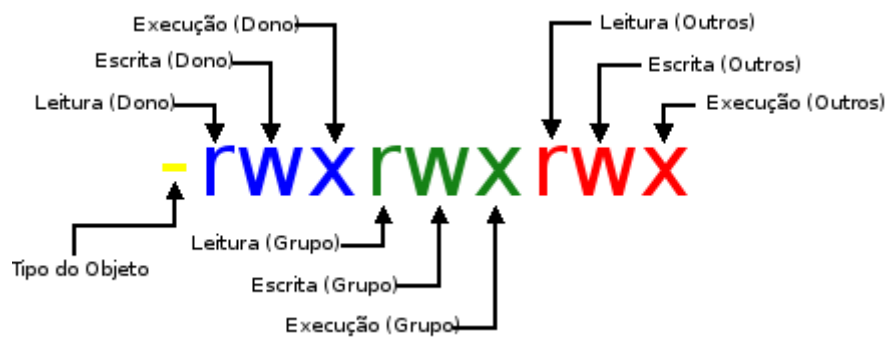 Execução (Dono)
Leitura (Outros)
Escrita (Dono)
Escrita (Outros)
Leitura (Dono)
Execução (Outros)
-rwxrwxrwx
Leitura (Grupo)
Tipo do Objeto
Escrita (Grupo)
Execução (Grupo)